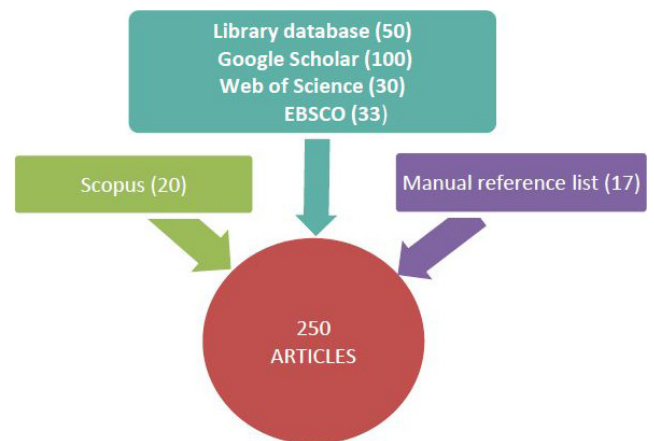 Library database (50)
Google Scholar (100)
Web of Science (30)
EBSCO (33)
Scopus (20)
Manual reference list (17)
250
ARTICLES